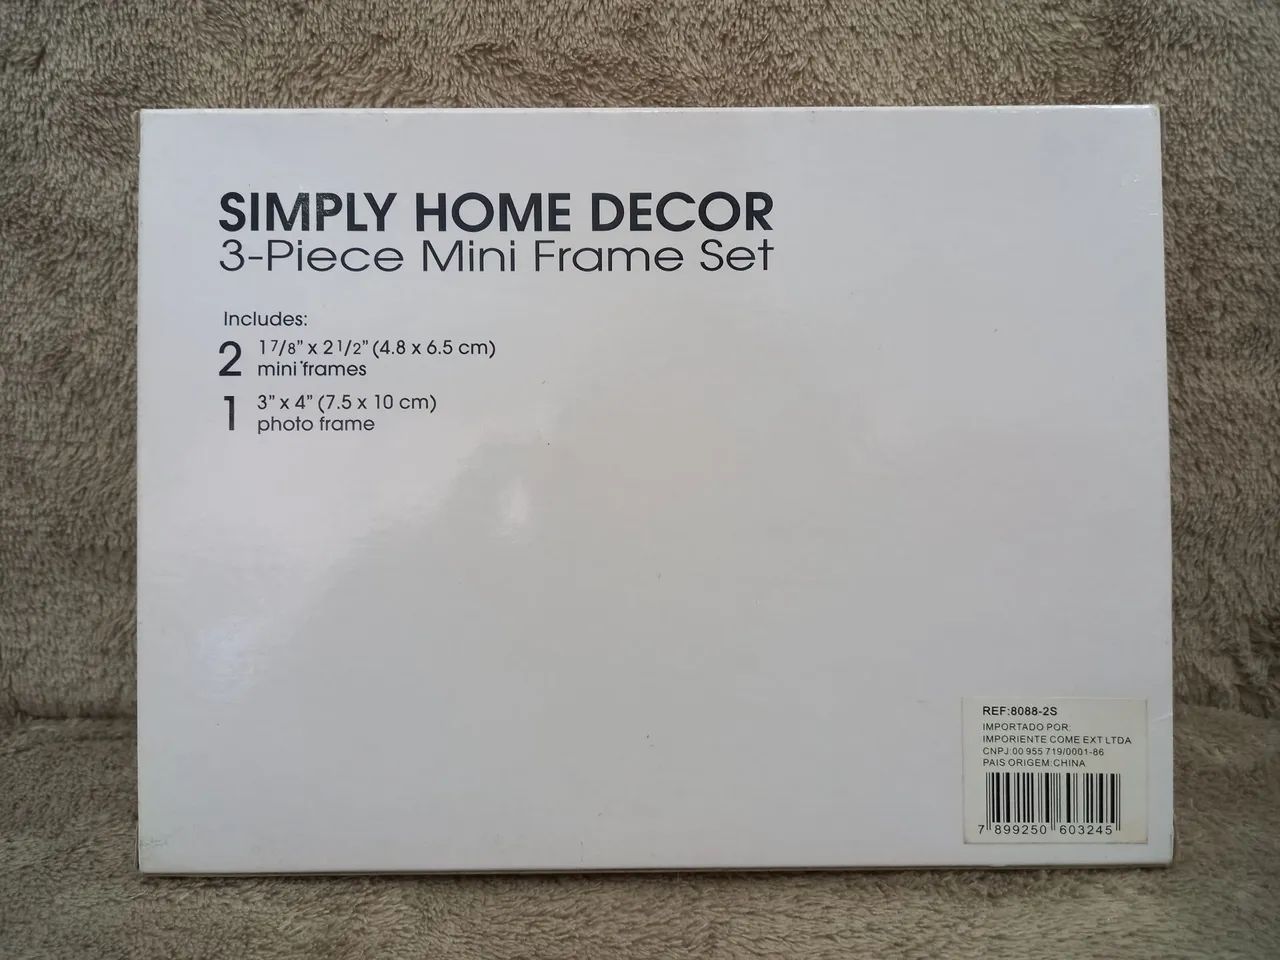 SIMPLY HOME DECOR
3-Piece Mini Frame Set
Includes:
2 1 7/8” x 2 1/2” (4.8 x 6.5 cm)
mini frames
1 3” x 4” (7.5 x 10 cm)
photo frame
REF:8088-2S
IMPORTADO POR:
IMPORIENTE COME EXT LTDA
CNPJ:00 955 719/0001-86
PAIS ORIGEM:CHINA
7 899250 603245